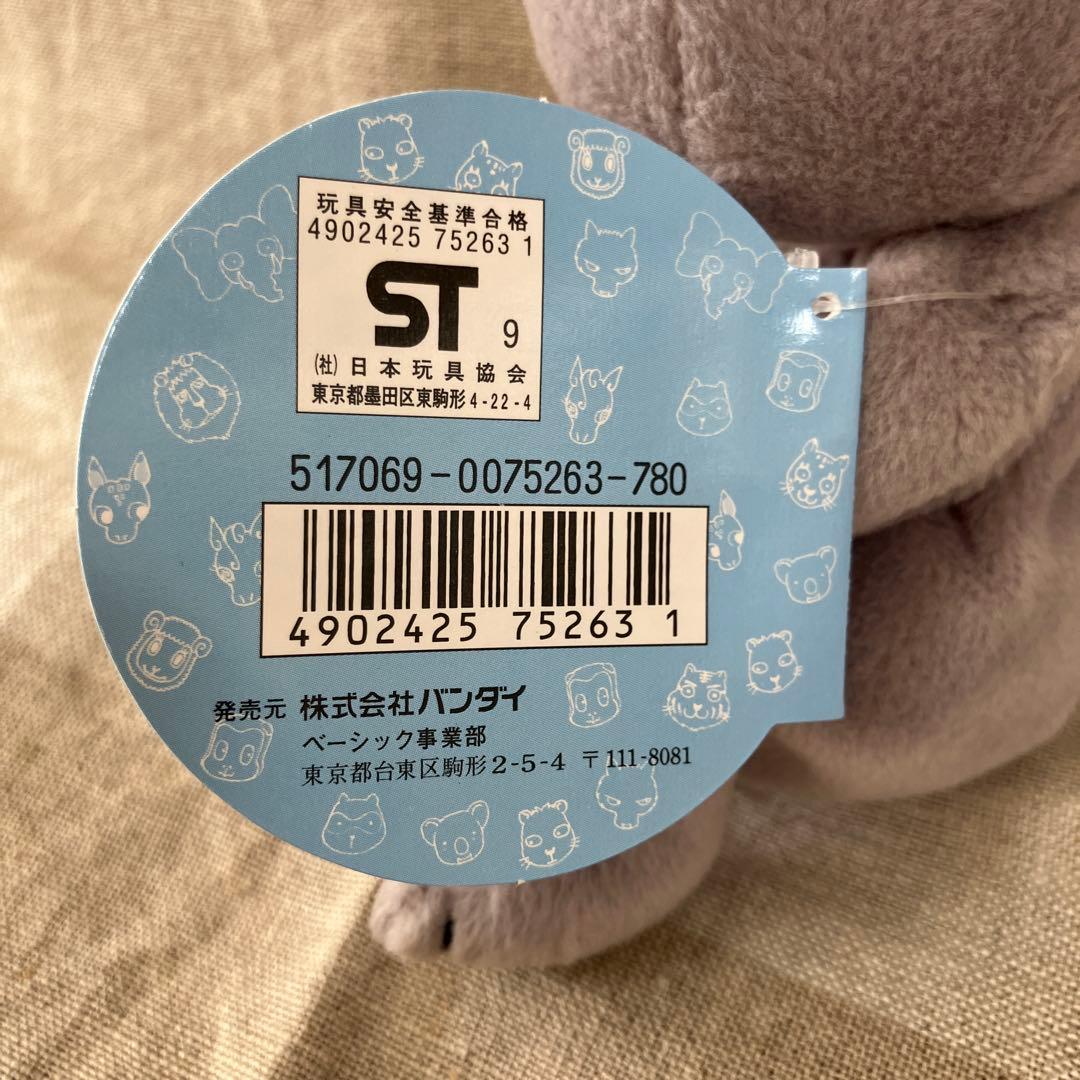 玩具安全基準合格
4902425 75263 1
ST 9
(社)日本玩具協会
東京都墨田区東駒形4-22-4
517069-0075263-780
4902425 75263 1
発売元 株式会社バンダイ
ベーシック事業部
東京都台東区駒形2-5-4 〒111-8081